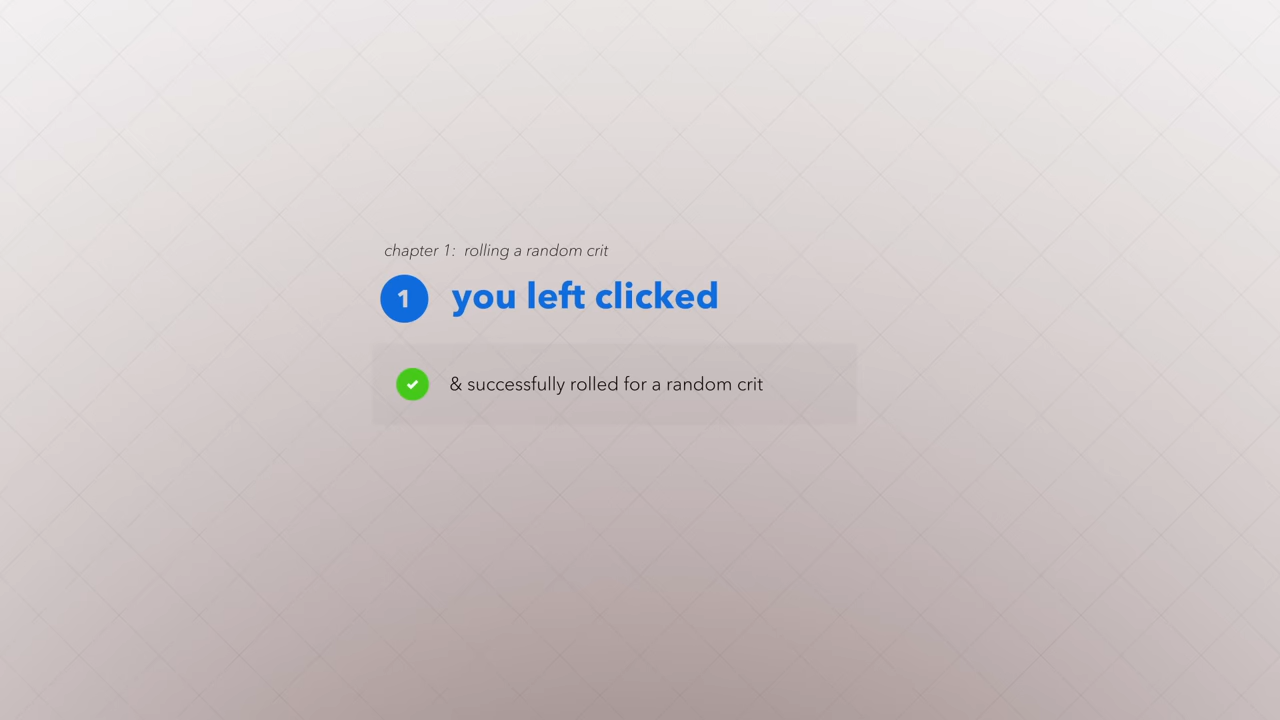 chapter 1: rolling a random crit
1 you left clicked
& successfully rolled for a random crit